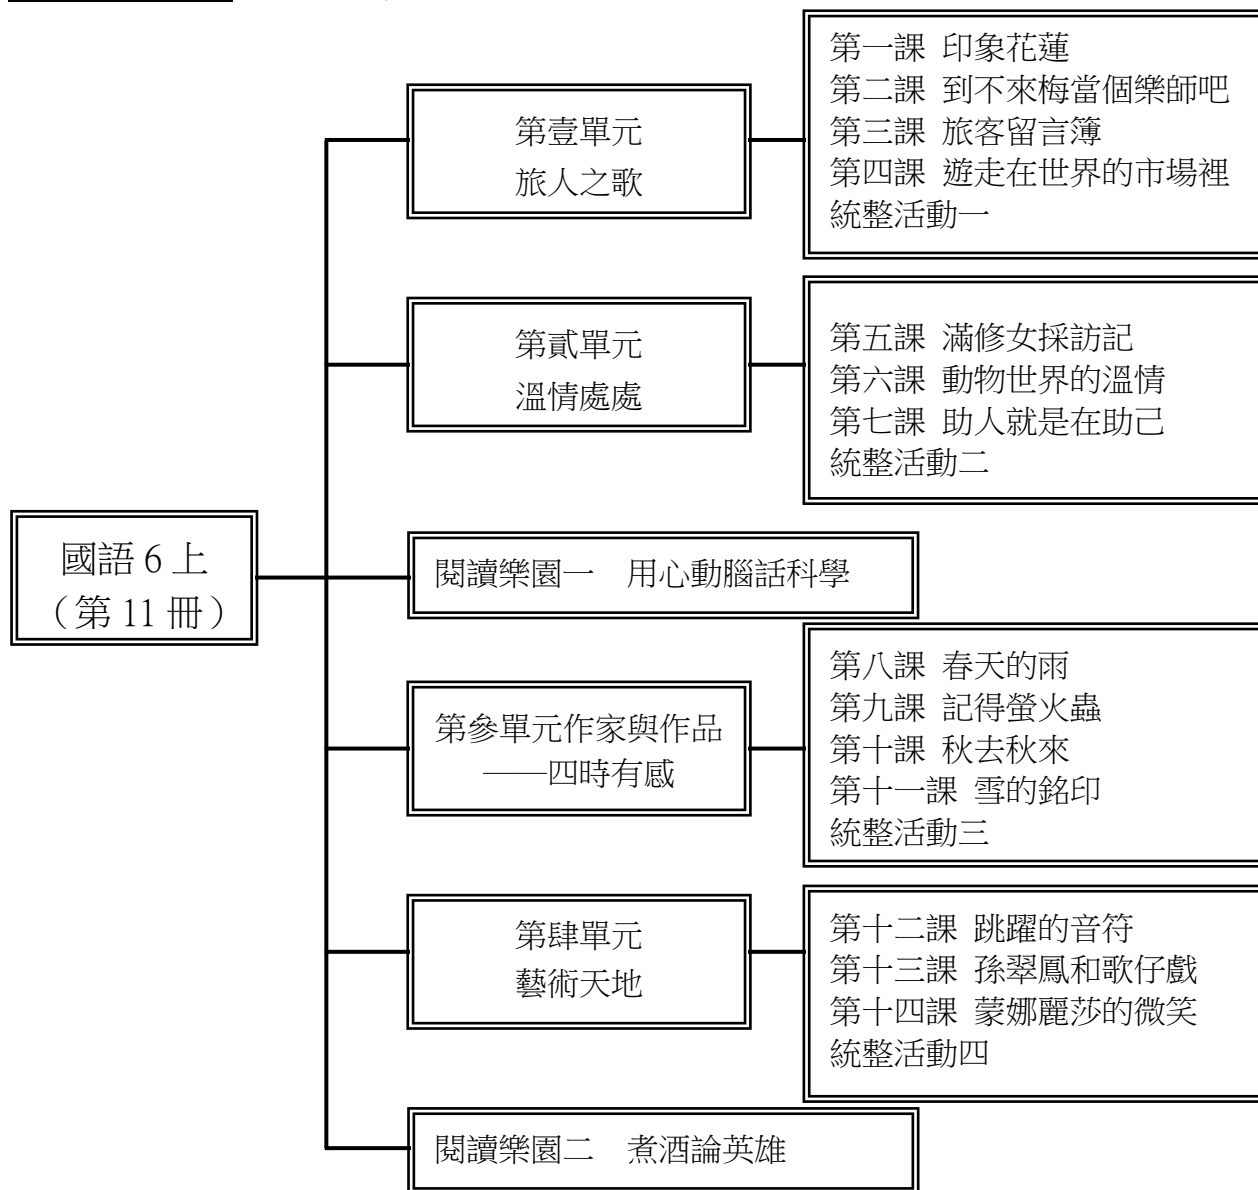 國語 6 上
（第 11 冊）
第壹單元
旅人之歌
第一課 印象花蓮
第二課 到不來梅當個樂師吧
第三課 旅客留言簿
第四課 遊走在世界的市場裡
統整活動一
第貳單元
溫情處處
第五課 滿修女採訪記
第六課 動物世界的溫情
第七課 助人就是在助己
統整活動二
閱讀樂園一　用心動腦話科學
第參單元作家與作品
——四時有感
第八課 春天的雨
第九課 記得螢火蟲
第十課 秋去秋來
第十一課 雪的銘印
統整活動三
第肆單元
藝術天地
第十二課 跳躍的音符
第十三課 孫翠鳳和歌仔戲
第十四課 蒙娜麗莎的微笑
統整活動四
閱讀樂園二　煮酒論英雄